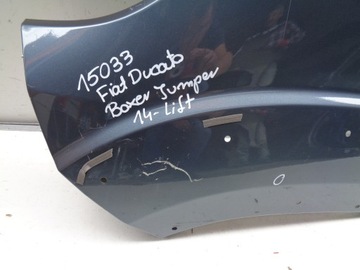 15033
Fiat Ducato
Boxer Jumper
14- Lift